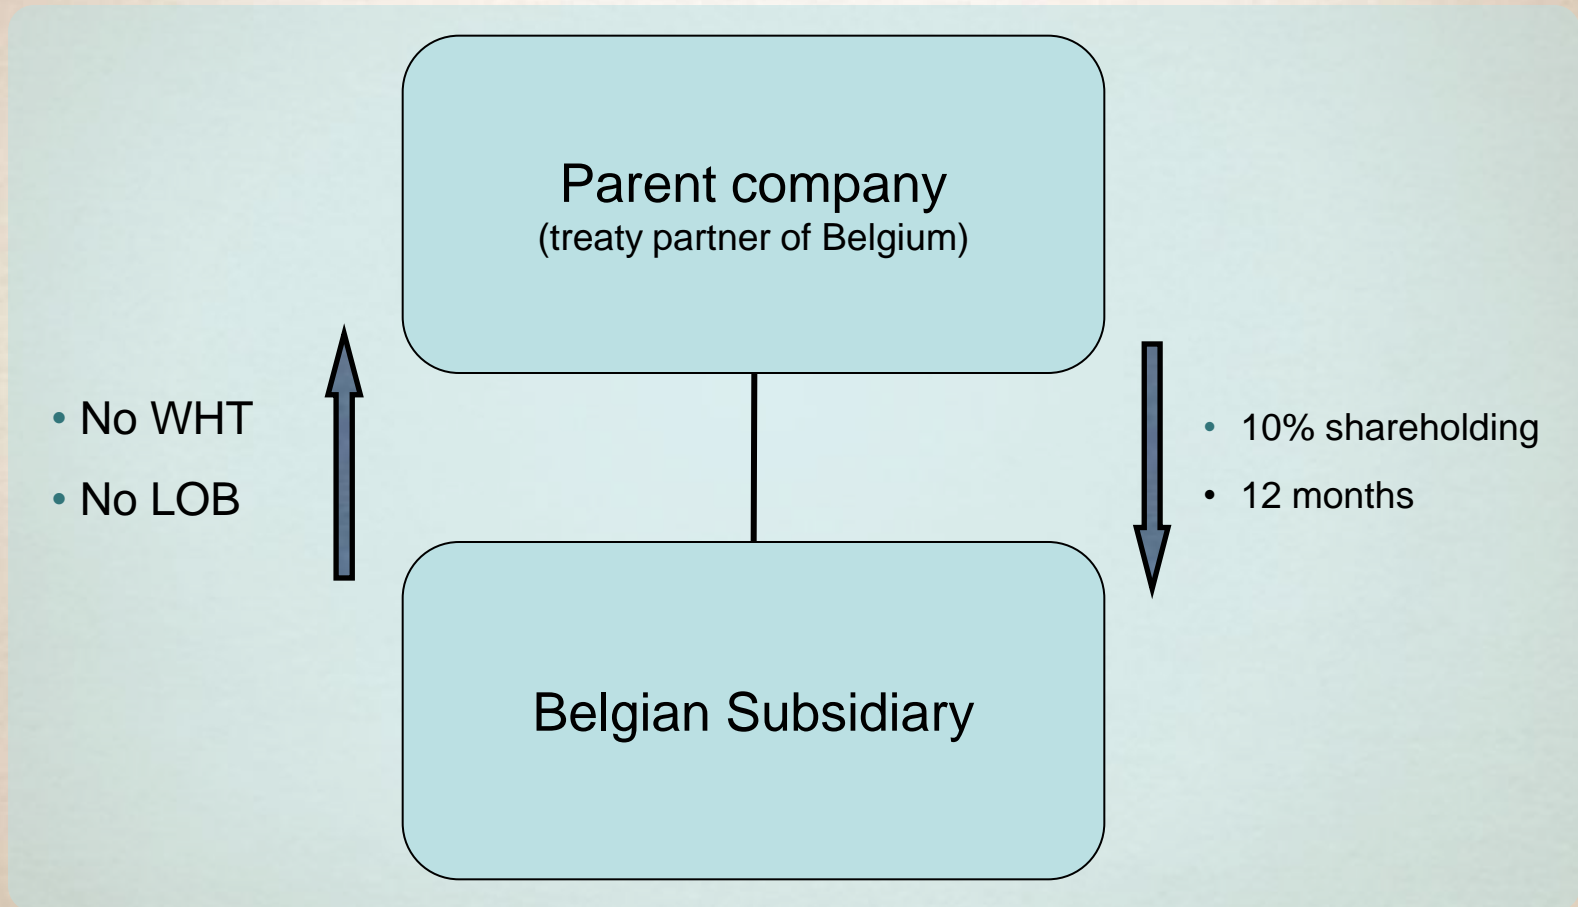 Parent company
(treaty partner of Belgium)
• No WHT
• No LOB
• 10% shareholding
• 12 months
Belgian Subsidiary